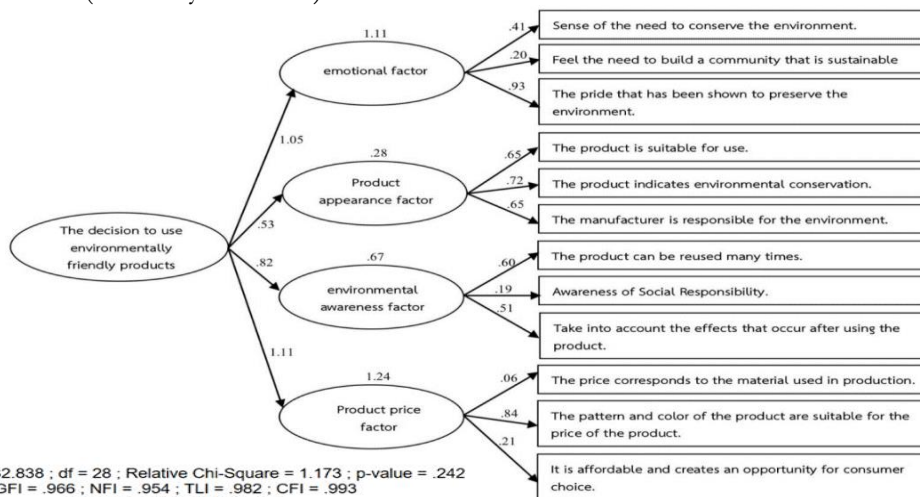 1.11
emotional factor
.41
Sense of the need to conserve the environment.
.20
Feel the need to build a community that is sustainable
.93
The pride that has been shown to preserve the
environment.
1.05
.28
Product
appearance factor
.65
The product is suitable for use.
.72
The product indicates environmental conservation.
.65
The manufacturer is responsible for the environment.
.53
The decision to use
environmentally
friendly products
.82
.67
environmental
awareness factor
.60
The product can be reused many times.
.19
Awareness of Social Responsibility.
.51
Take into account the effects that occur after using the
product.
1.11
1.24
Product price
factor
.06
The price corresponds to the material used in production.
.84
The pattern and color of the product are suitable for the
price of the product.
.21
It is affordable and creates an opportunity for consumer
choice.
2.838 ; df = 28 ; Relative Chi-Square = 1.173 ; p-value = .242
GFI = .966 ; NFI = .954 ; TLI = .982 ; CFI = .993